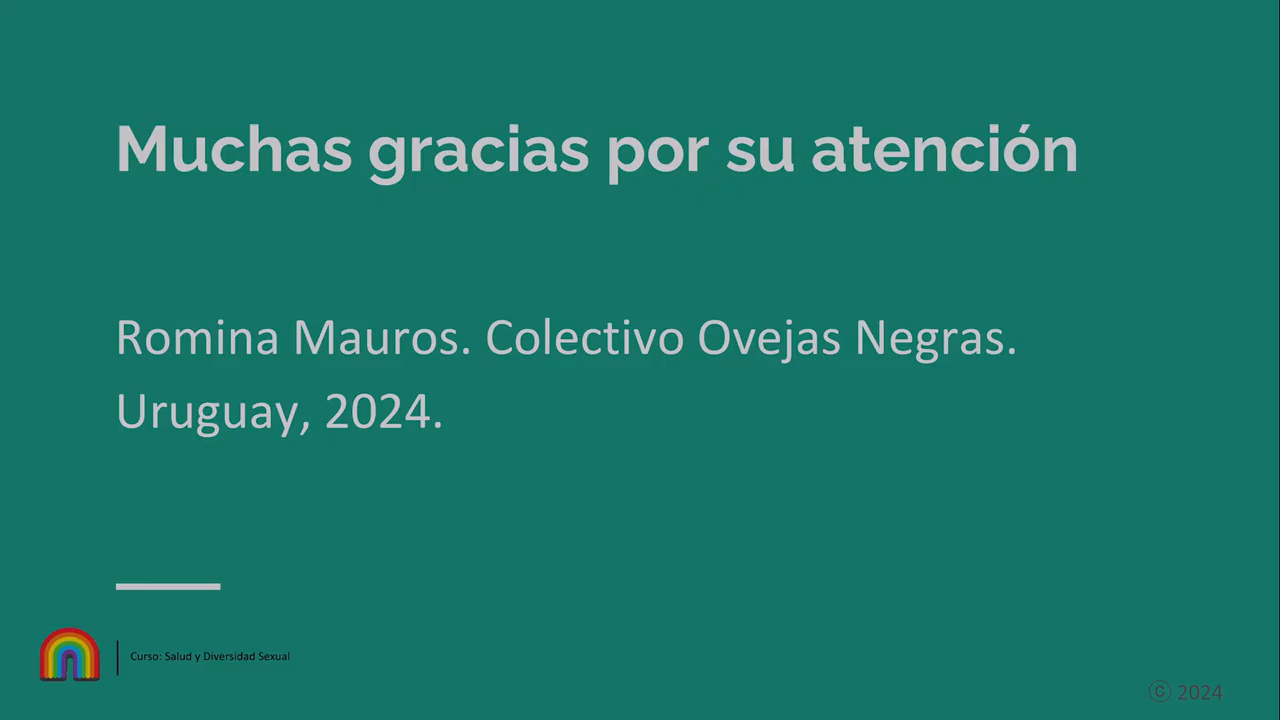 Muchas gracias por su atención
Romina Mauros. Colectivo Ovejas Negras.
Uruguay, 2024.
Curso: Salud y Diversidad Sexual
© 2024